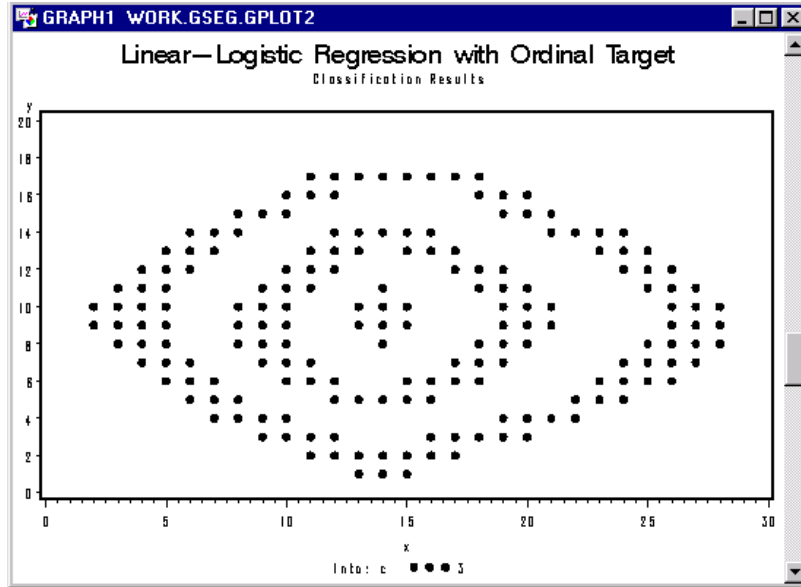 GRAPH1 WORK.GSEG.GPLOT2
Linear—Logistic Regression with Ordinal Target
Classification Results
y
20
18
16
14
12
10
8
6
4
2
0
0 5 10 15 20 25 30
x
Into: c 3